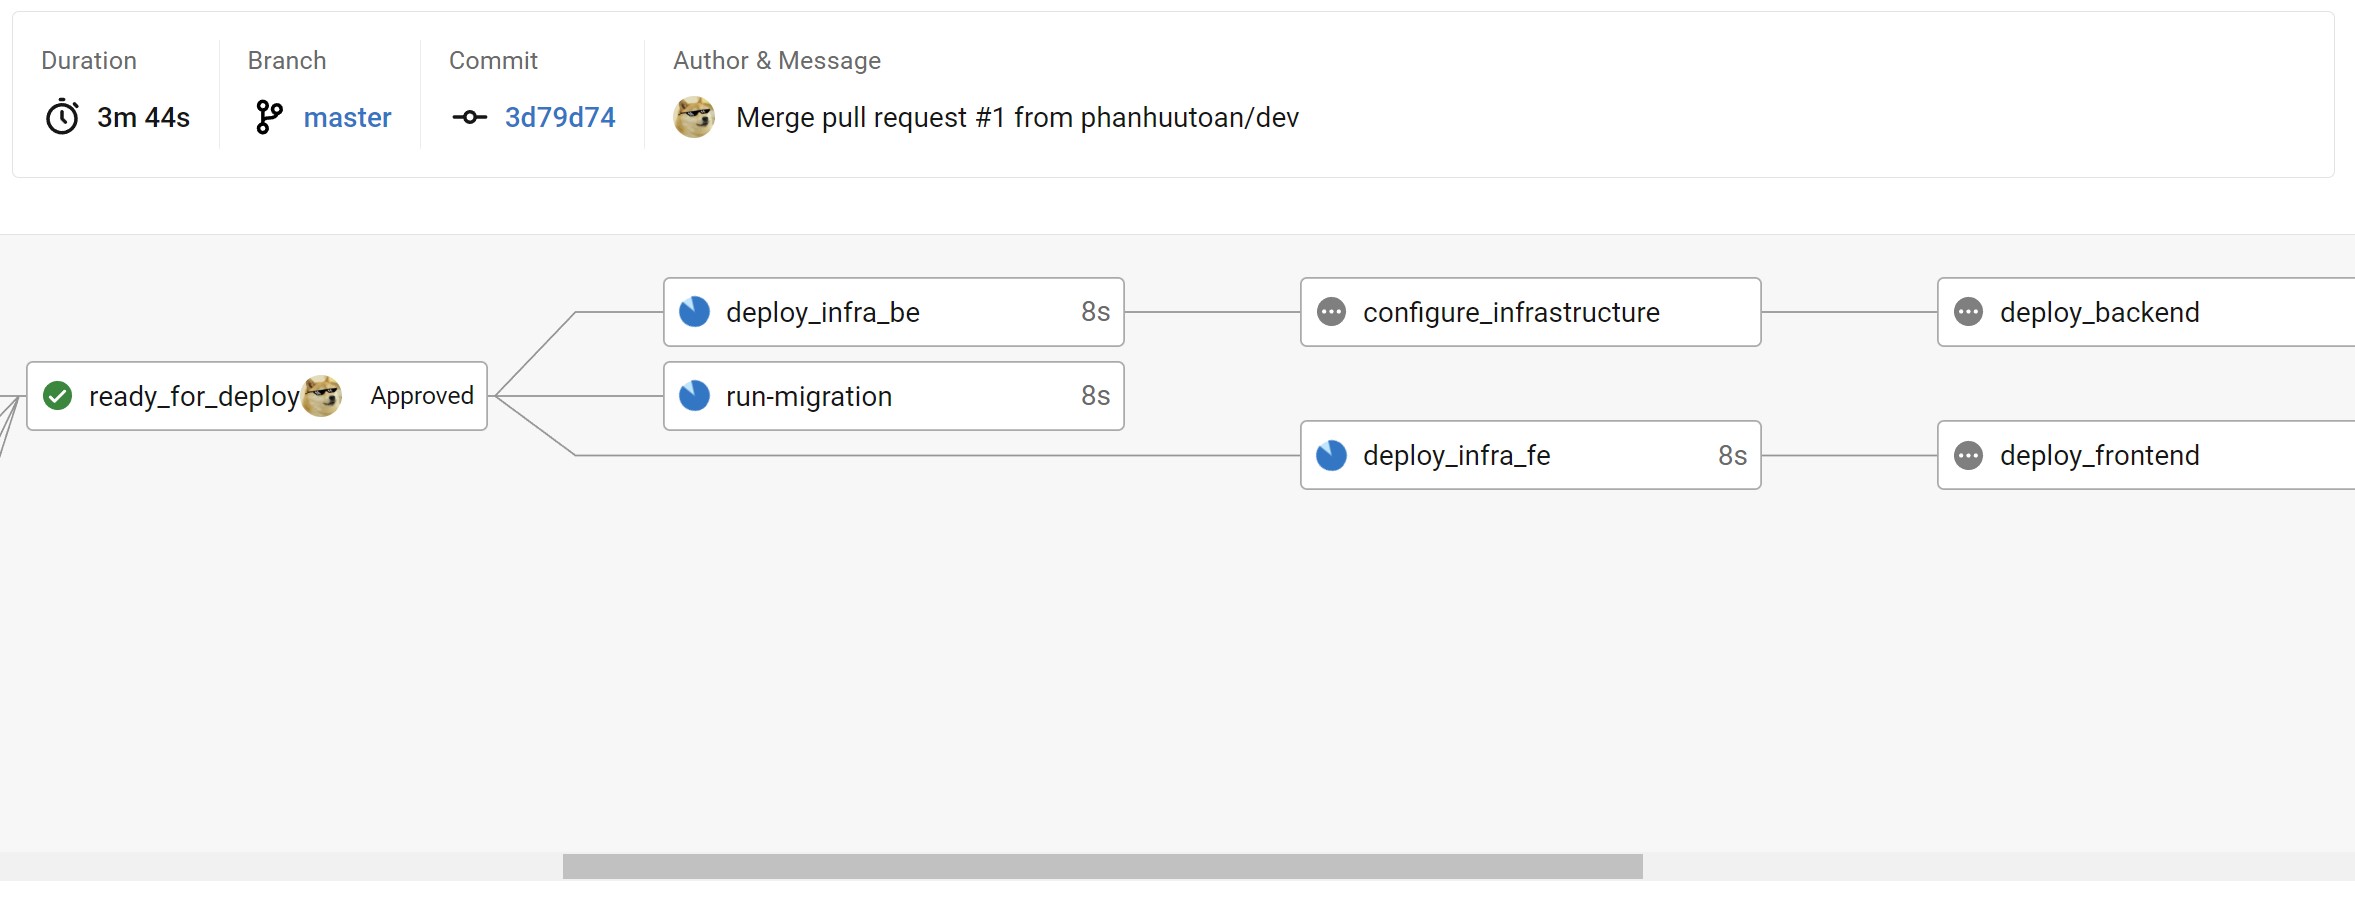 Duration
3m 44s
Branch
master
Commit
3d79d74
Author & Message
Merge pull request #1 from phanhuutoan/dev
deploy_infra_be 8s
configure_infrastructure
deploy_backend
ready_for_deploy Approved
run-migration 8s
deploy_infra_fe 8s
deploy_frontend